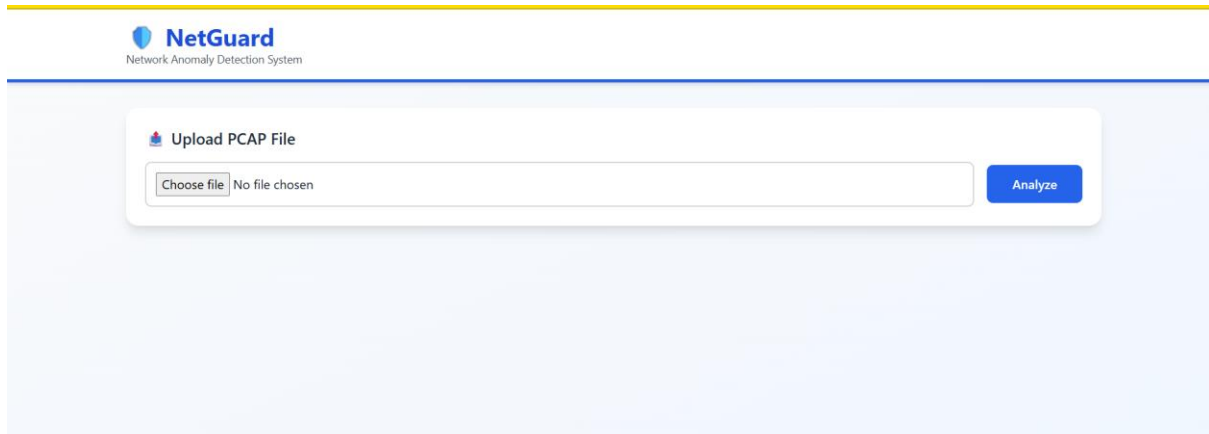 NetGuard
Network Anomaly Detection System
Upload PCAP File
Choose file No file chosen
Analyze